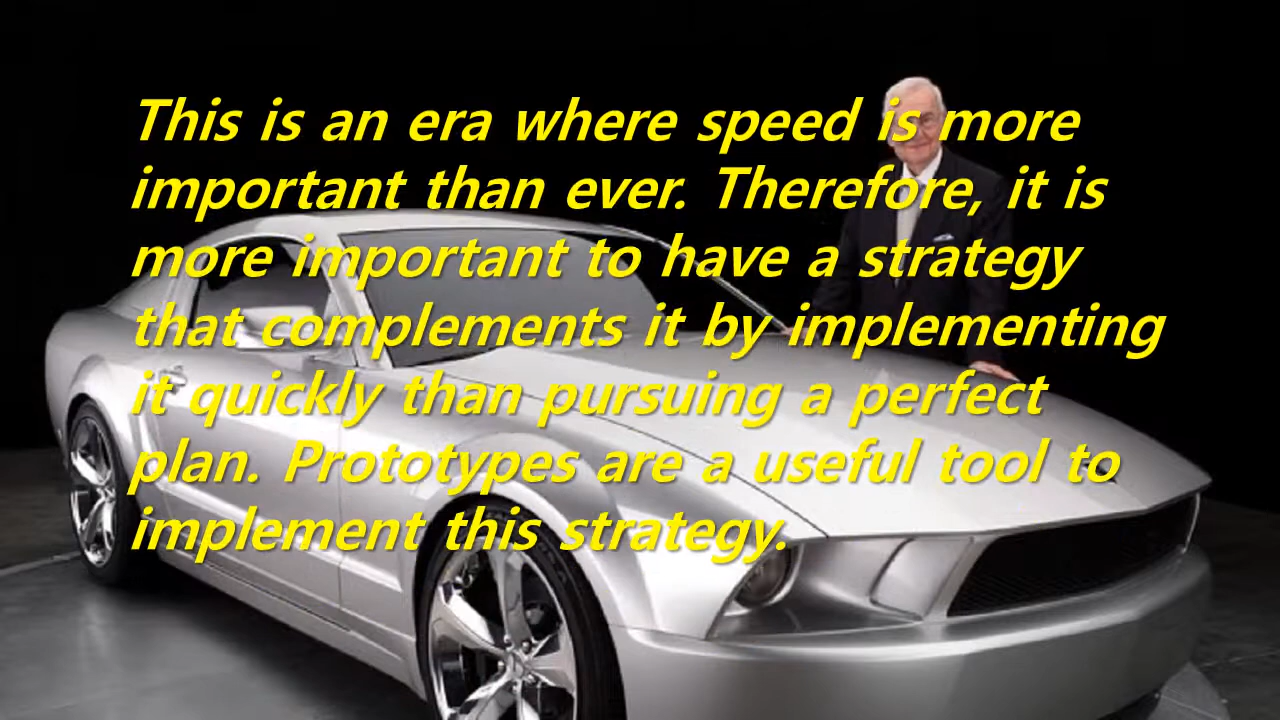 This is an era where speed is more
important than ever. Therefore, it is
more important to have a strategy
that complements it by implementing
it quickly than pursuing a perfect
plan. Prototypes are a useful tool to
implement this strategy.